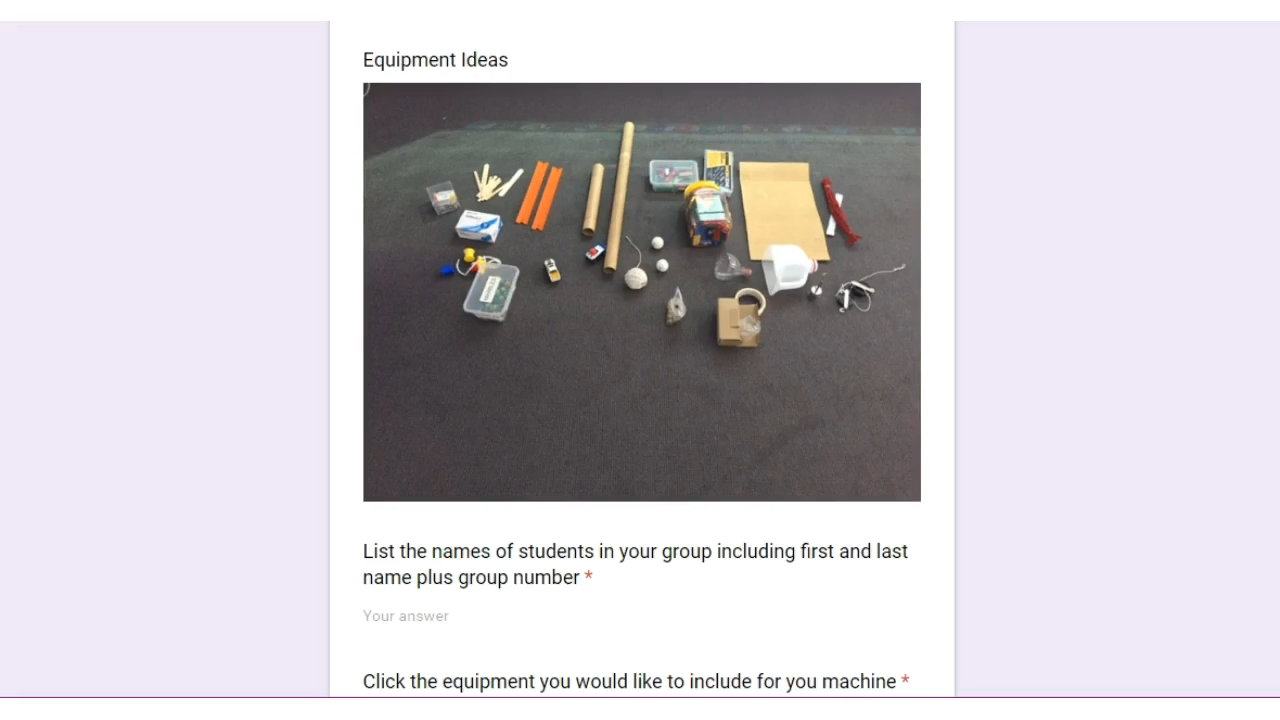 Equipment Ideas
List the names of students in your group including first and last
name plus group number *
Your answer
Click the equipment you would like to include for you machine *